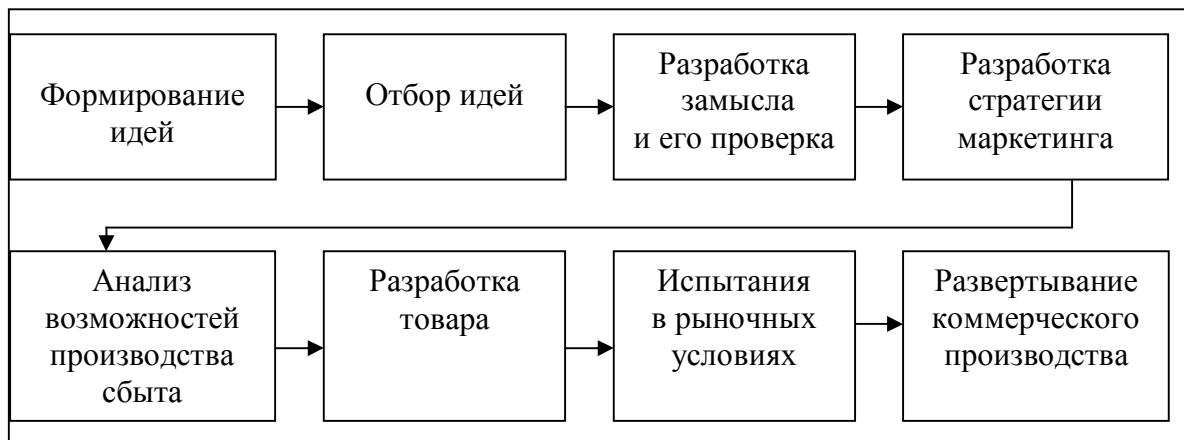 Формирование
идей
Отбор идей
Разработка
замысла
и его проверка
Разработка
стратегии
маркетинга
Анализ
возможностей
производства
сбыта
Разработка
товара
Испытания
в рыночных
условиях
Развертывание
коммерческого
производства